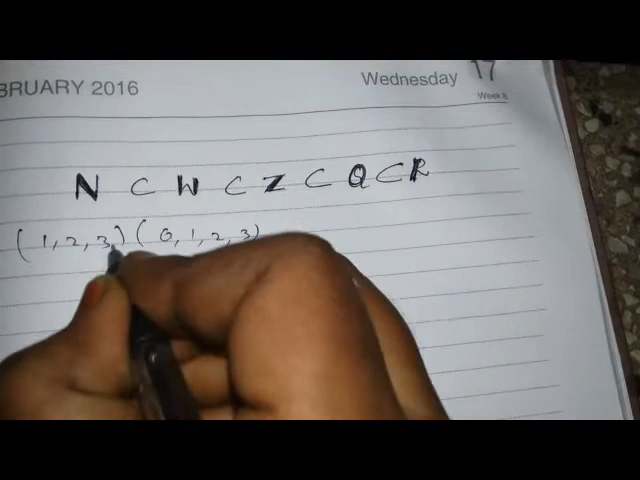 BRUARY 2016
Wednesday 17
Week 8
N ⊂ W ⊂ Z ⊂ Q ⊂ R
(1,2,3) (0,1,2,3)